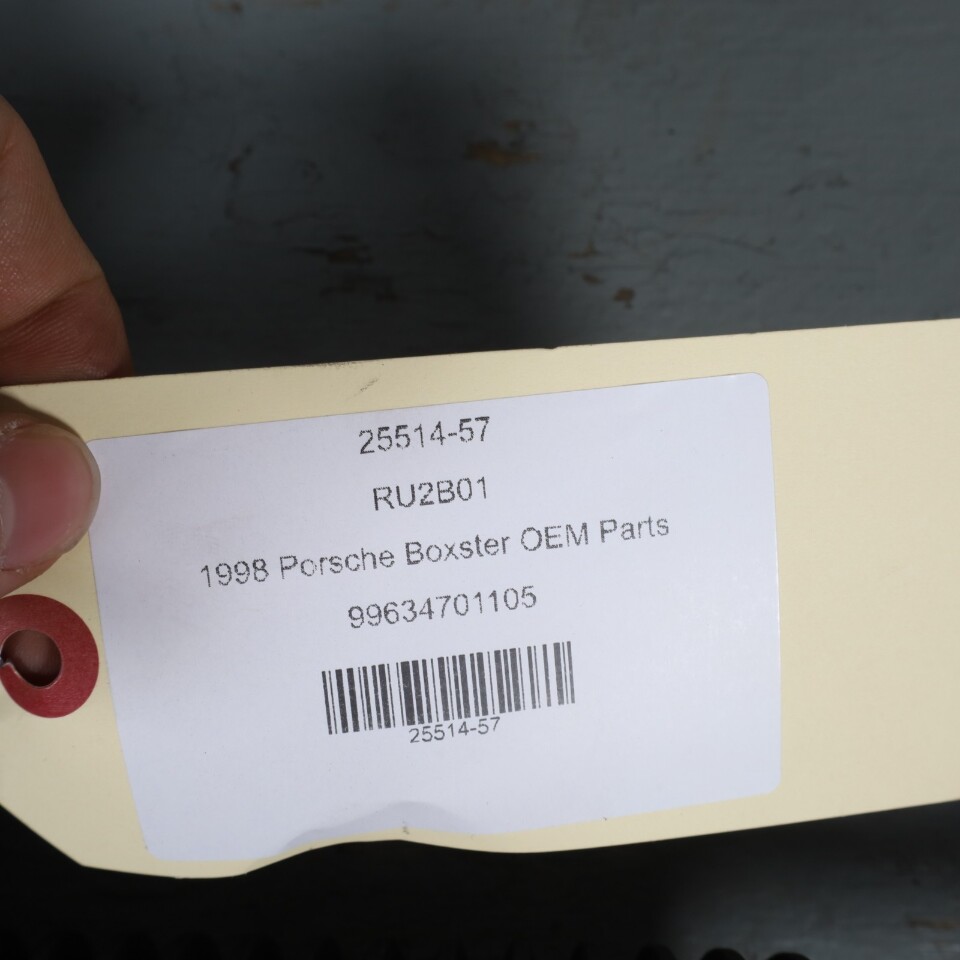 25514-57
RU2B01
1998 Porsche Boxster OEM Parts
99634701105
25514-57